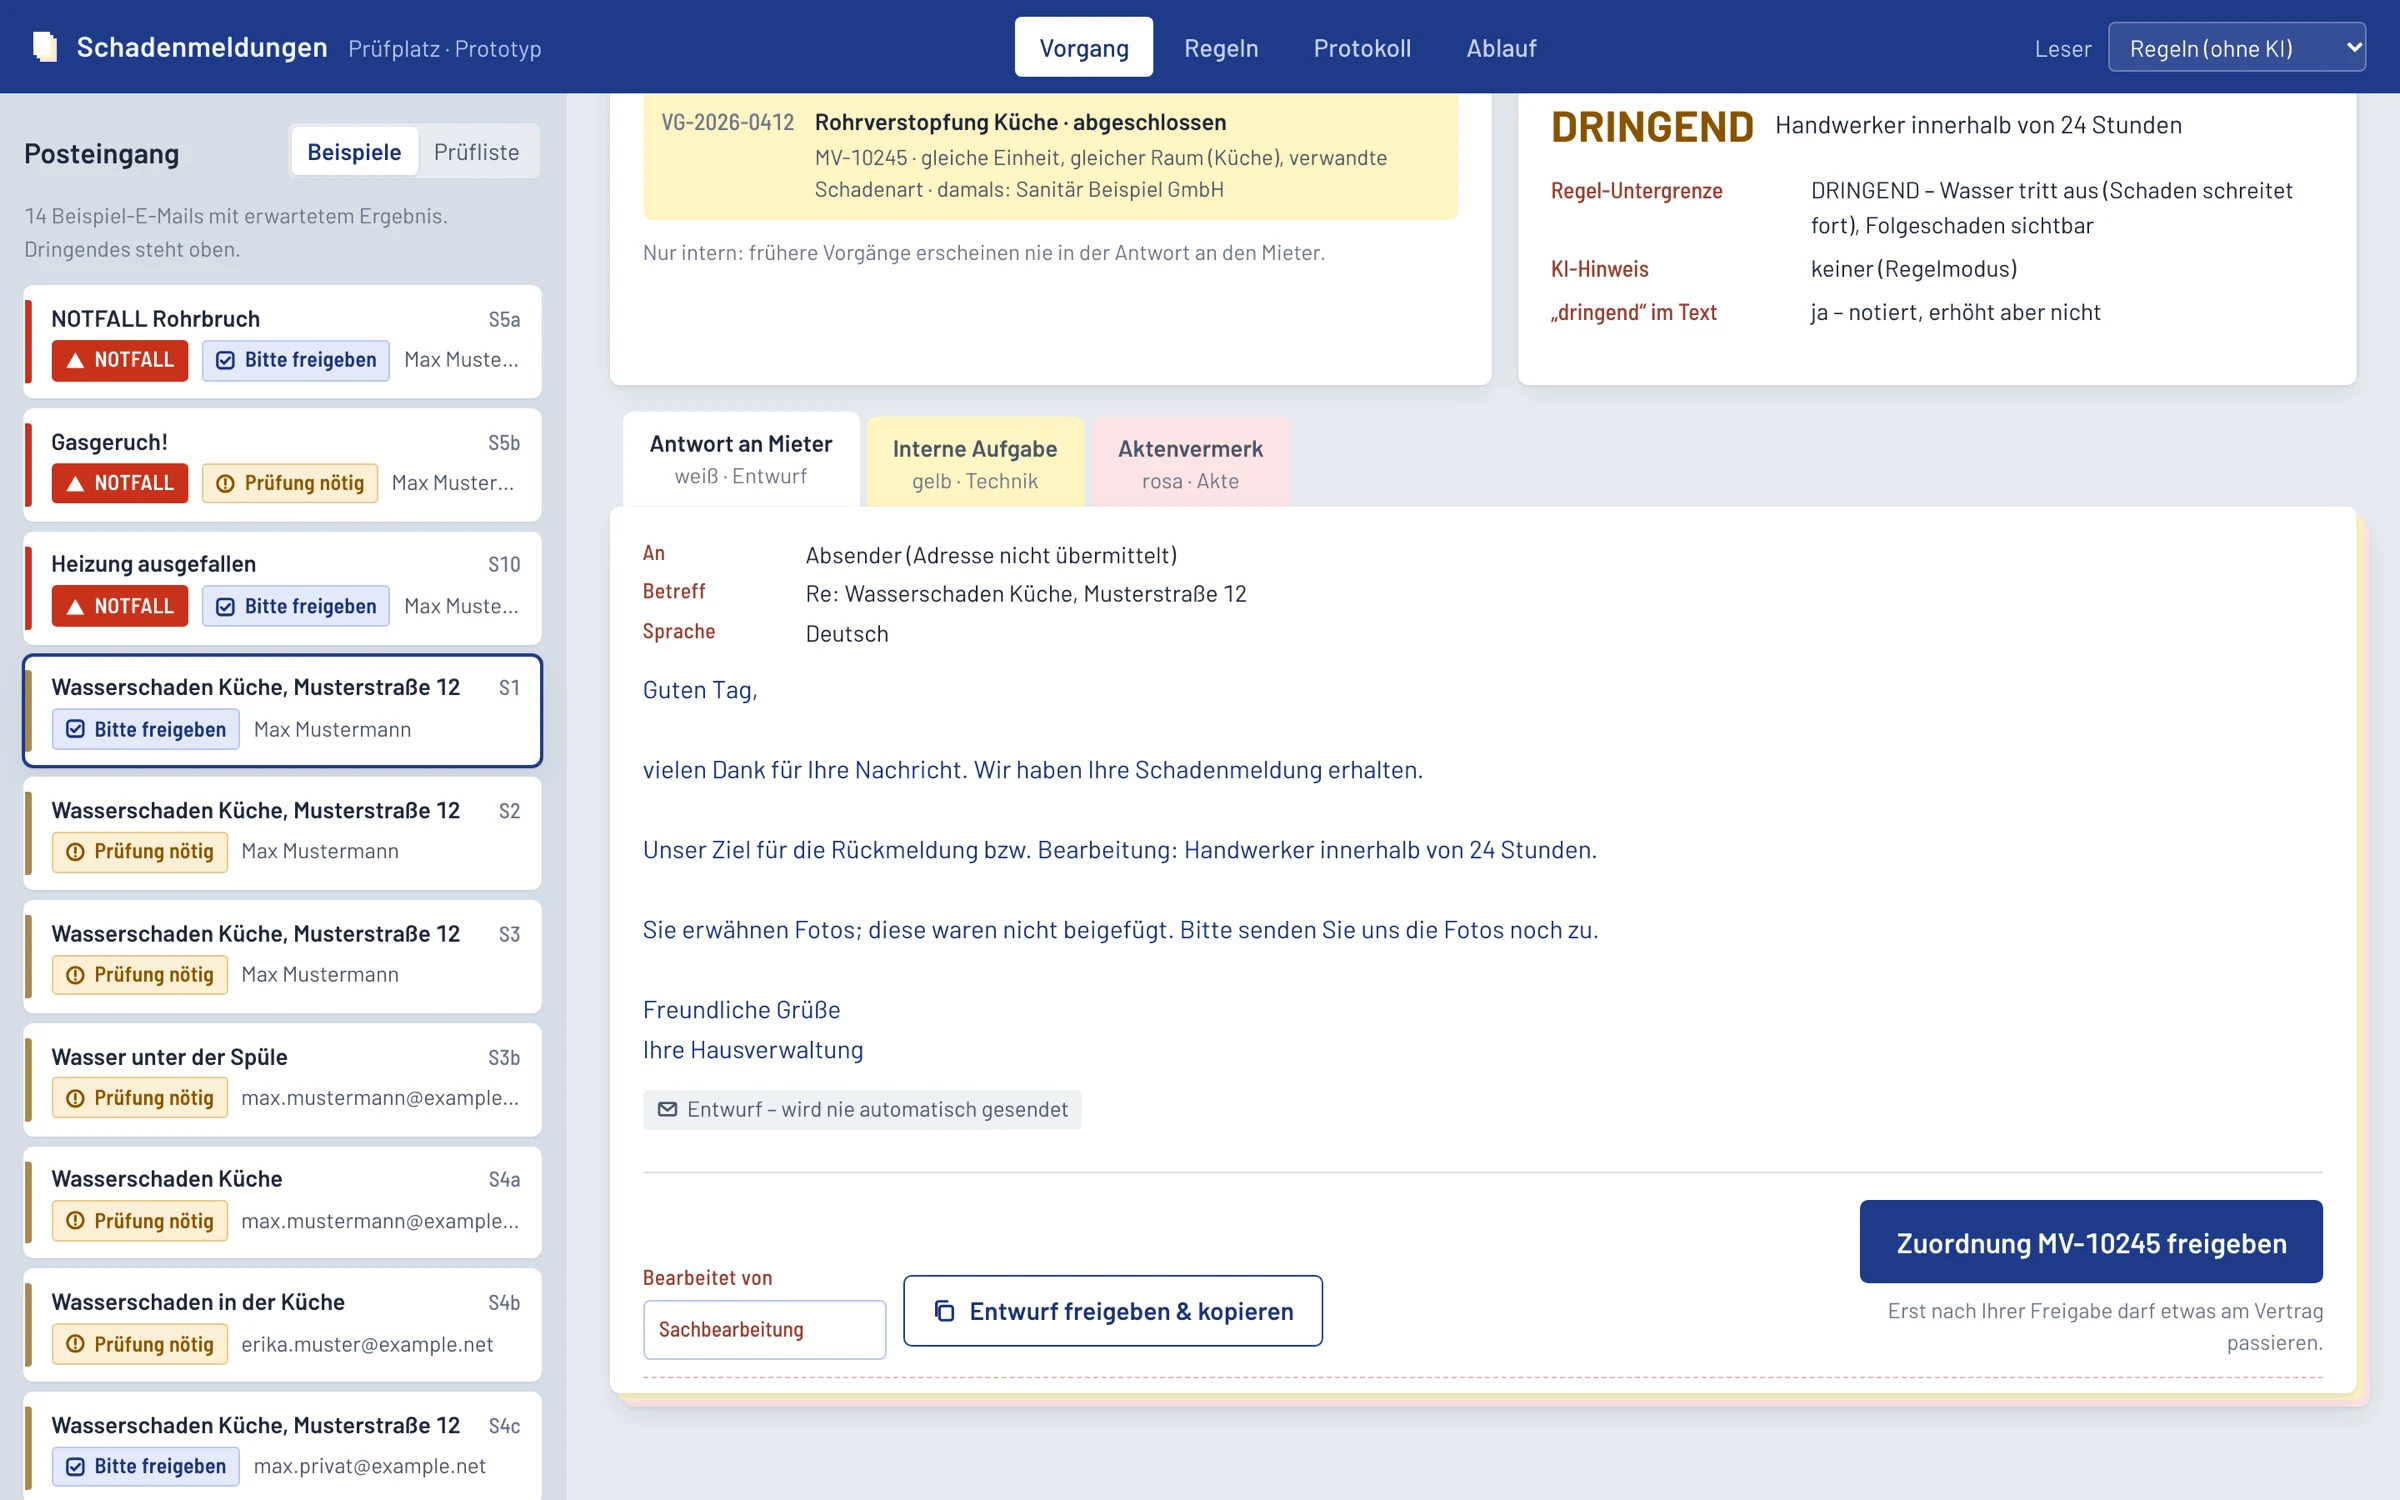 Schadenmeldungen Prüfplatz · Prototyp
Vorgang Regeln Protokoll Ablauf
Leser Regeln (ohne KI)
Posteingang
Beispiele Prüfliste
14 Beispiel-E-Mails mit erwartetem Ergebnis.
Dringendes steht oben.
NOTFALL Rohrbruch S5a
NOTFALL Bitte freigeben Max Muste...
Gasgeruch! S5b
NOTFALL Prüfung nötig Max Muster...
Heizung ausgefallen S10
NOTFALL Bitte freigeben Max Muste...
Wasserschaden Küche, Musterstraße 12 S1
Bitte freigeben Max Mustermann
Wasserschaden Küche, Musterstraße 12 S2
Prüfung nötig Max Mustermann
Wasserschaden Küche, Musterstraße 12 S3
Prüfung nötig Max Mustermann
Wasser unter der Spüle S3b
Prüfung nötig max.mustermann@example...
Wasserschaden Küche S4a
Prüfung nötig max.mustermann@example...
Wasserschaden in der Küche S4b
Prüfung nötig erika.muster@example.net
Wasserschaden Küche, Musterstraße 12 S4c
Bitte freigeben max.privat@example.net
VG-2026-0412 Rohrverstopfung Küche · abgeschlossen
MV-10245 · gleiche Einheit, gleicher Raum (Küche), verwandte
Schadenart · damals: Sanitär Beispiel GmbH
Nur intern: frühere Vorgänge erscheinen nie in der Antwort an den Mieter.
DRINGEND Handwerker innerhalb von 24 Stunden
Regel-Untergrenze DRINGEND – Wasser tritt aus (Schaden schreitet
fort), Folgeschaden sichtbar
KI-Hinweis keiner (Regelmodus)
„dringend“ im Text ja – notiert, erhöht aber nicht
Antwort an Mieter
weiß · Entwurf
Interne Aufgabe
gelb · Technik
Aktenvermerk
rosa · Akte
An Absender (Adresse nicht übermittelt)
Betreff Re: Wasserschaden Küche, Musterstraße 12
Sprache Deutsch
Guten Tag,
vielen Dank für Ihre Nachricht. Wir haben Ihre Schadenmeldung erhalten.
Unser Ziel für die Rückmeldung bzw. Bearbeitung: Handwerker innerhalb von 24 Stunden.
Sie erwähnen Fotos; diese waren nicht beigefügt. Bitte senden Sie uns die Fotos noch zu.
Freundliche Grüße
Ihre Hausverwaltung
Entwurf – wird nie automatisch gesendet
Bearbeitet von
Sachbearbeitung
Entwurf freigeben & kopieren
Zuordnung MV-10245 freigeben
Erst nach Ihrer Freigabe darf etwas am Vertrag
passieren.